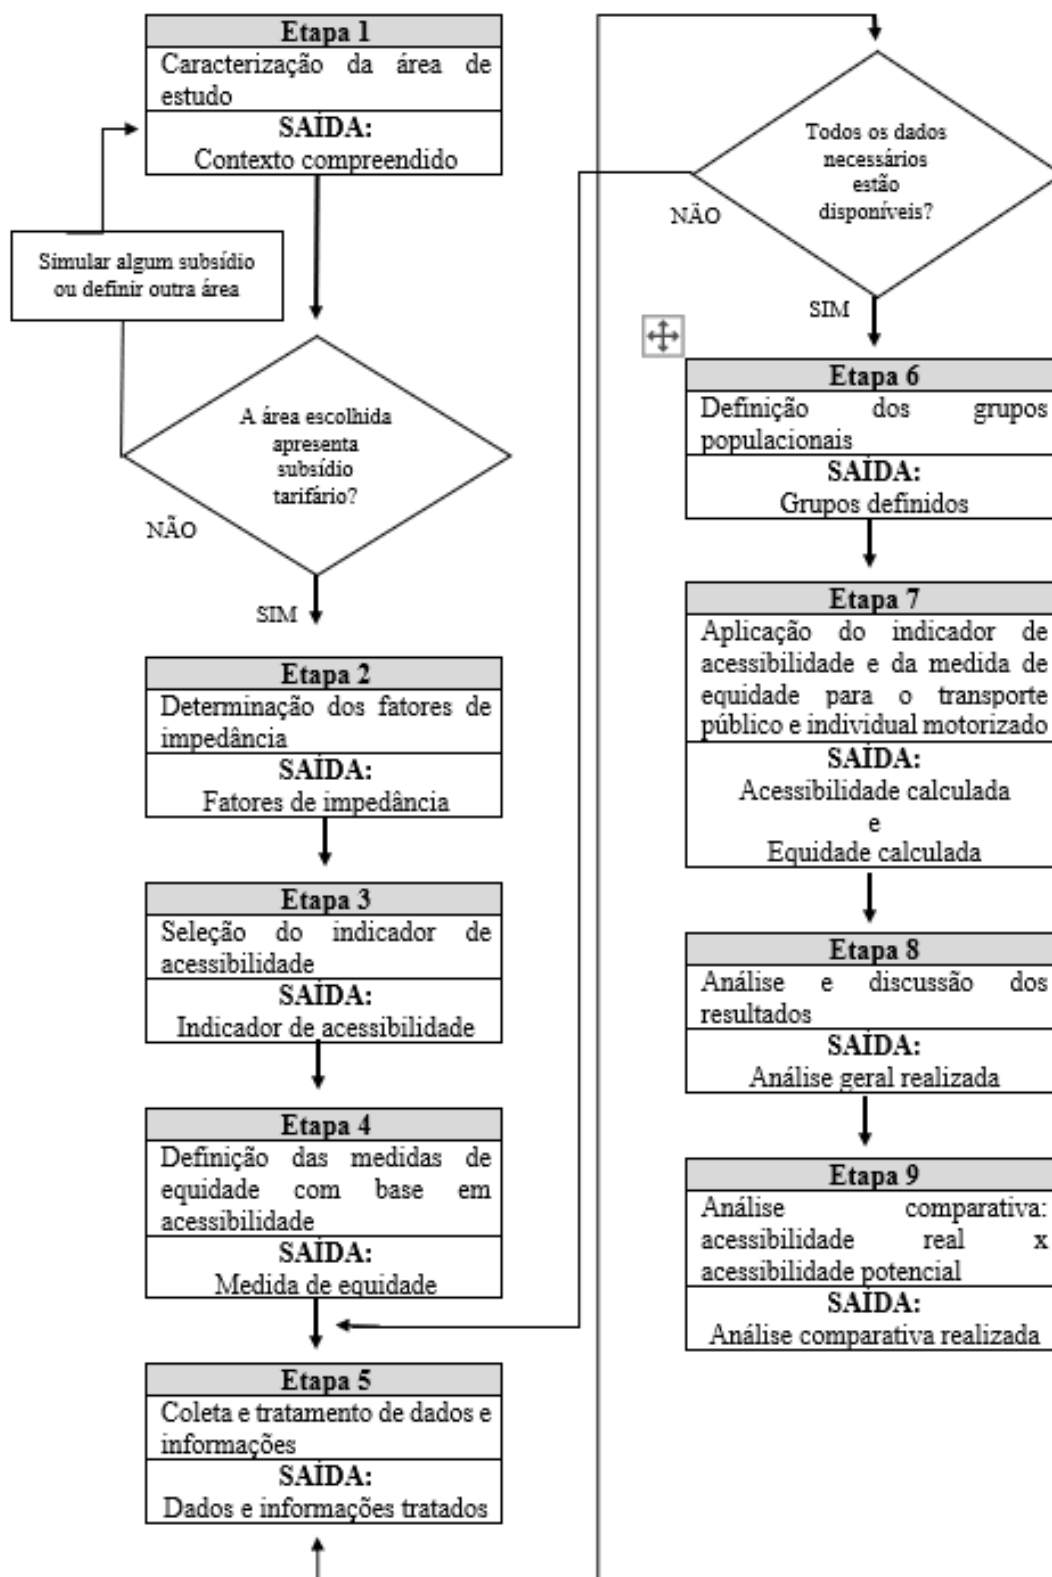 Etapa 1
Caracterização da área de
estudo
SAÍDA:
Contexto compreendido
Simular algum subsídio
ou definir outra área
A área escolhida
apresenta
subsídio
tarifário?
NÃO
SIM
Etapa 2
Determinação dos fatores de
impedância
SAÍDA:
Fatores de impedância
Etapa 3
Seleção do indicador de
acessibilidade
SAÍDA:
Indicador de acessibilidade
Etapa 4
Definição das medidas de
equidade com base em
acessibilidade
SAÍDA:
Medida de equidade
Etapa 5
Coleta e tratamento de dados e
informações
SAÍDA:
Dados e informações tratados
Todos os dados
necessários
estão
disponíveis?
NÃO
SIM
Etapa 6
Definição dos grupos
populacionais
SAÍDA:
Grupos definidos
Etapa 7
Aplicação do indicador de
acessibilidade e da medida de
equidade para o transporte
público e individual motorizado
SAÍDA:
Acessibilidade calculada
e
Equidade calculada
Etapa 8
Análise e discussão dos
resultados
SAÍDA:
Análise geral realizada
Etapa 9
Análise comparativa:
acessibilidade real x
acessibilidade potencial
SAÍDA:
Análise comparativa realizada